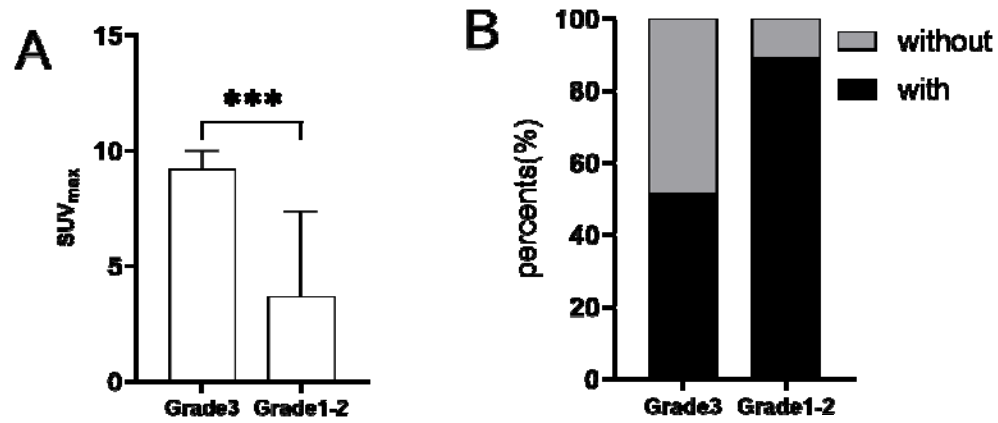 A
15
10
5
0
SUVmax
***
Grade3 Grade1-2
B
100
80
60
40
20
0
percents(%)
Grade3 Grade1-2
without
with